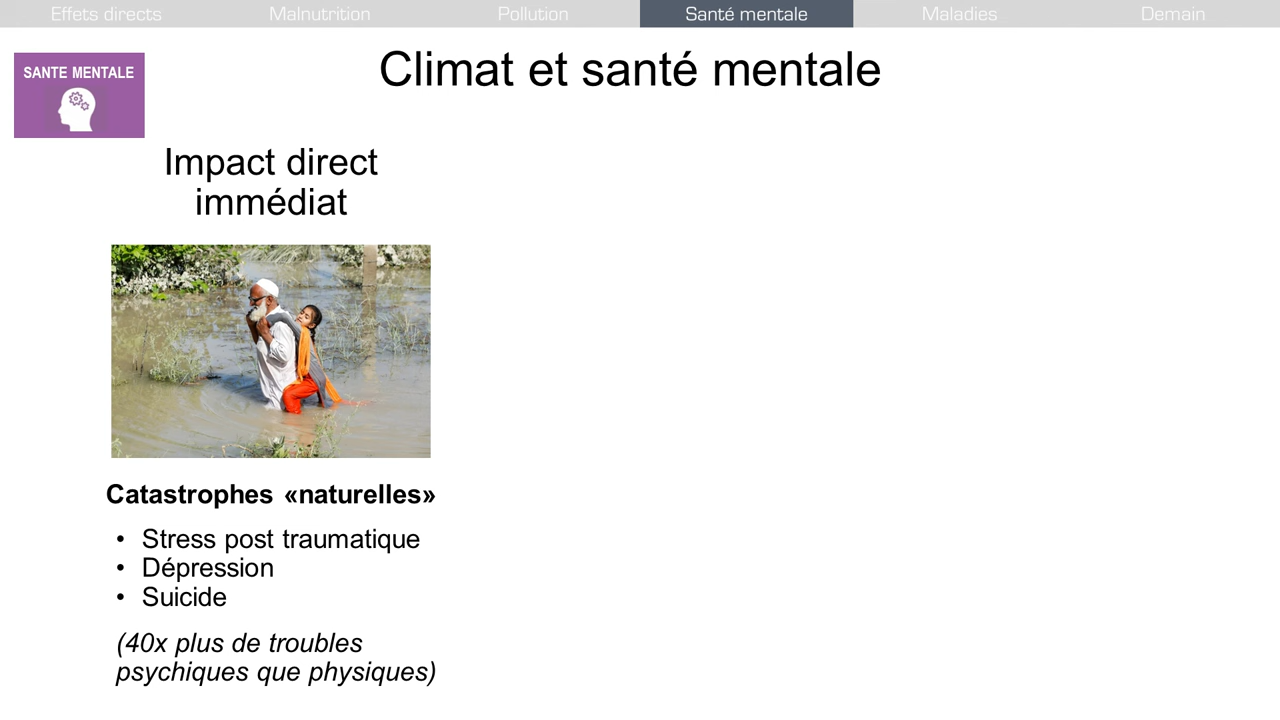 Effets directs
Malnutrition
Pollution
Santé mentale
Maladies
Demain
SANTE MENTALE
Climat et santé mentale
Impact direct
immédiat
Catastrophes «naturelles»
• Stress post traumatique
• Dépression
• Suicide
(40x plus de troubles
psychiques que physiques)